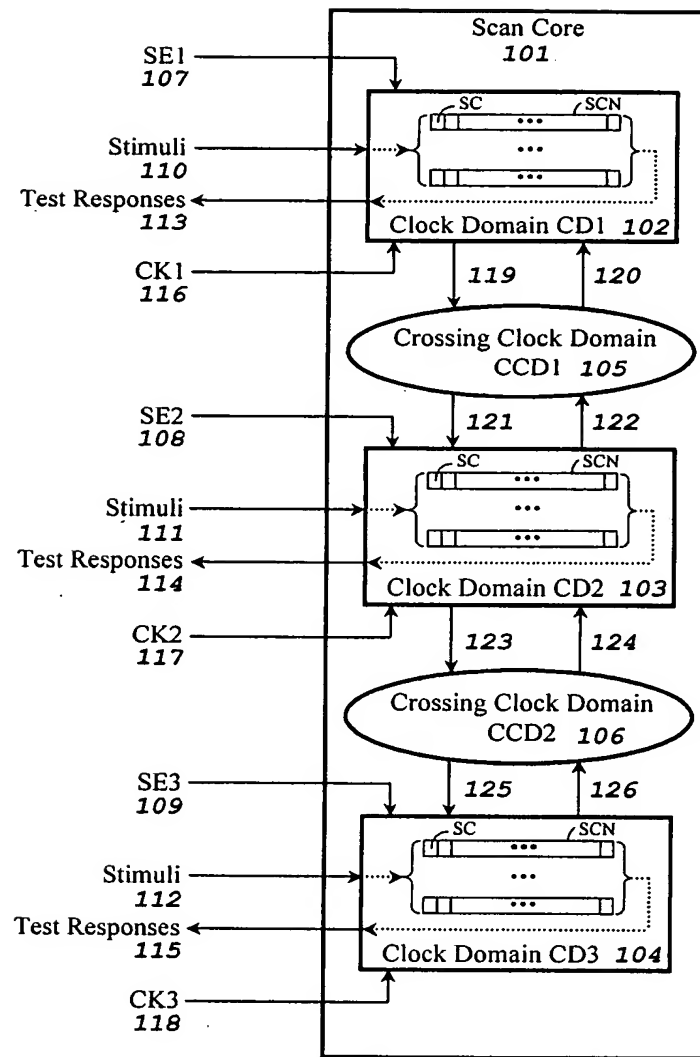 Scan Core
101
SE1
107
SC SCN
•••
Stimuli
110
•••
•••
Test Responses
113
Clock Domain CD1 102
CK1
116
119 120
Crossing Clock Domain
CCD1 105
SE2
108
121 122
SC SCN
•••
Stimuli
111
•••
•••
Test Responses
114
Clock Domain CD2 103
CK2
117
123 124
Crossing Clock Domain
CCD2 106
SE3
109
125 126
SC SCN
•••
Stimuli
112
•••
•••
Test Responses
115
Clock Domain CD3 104
CK3
118